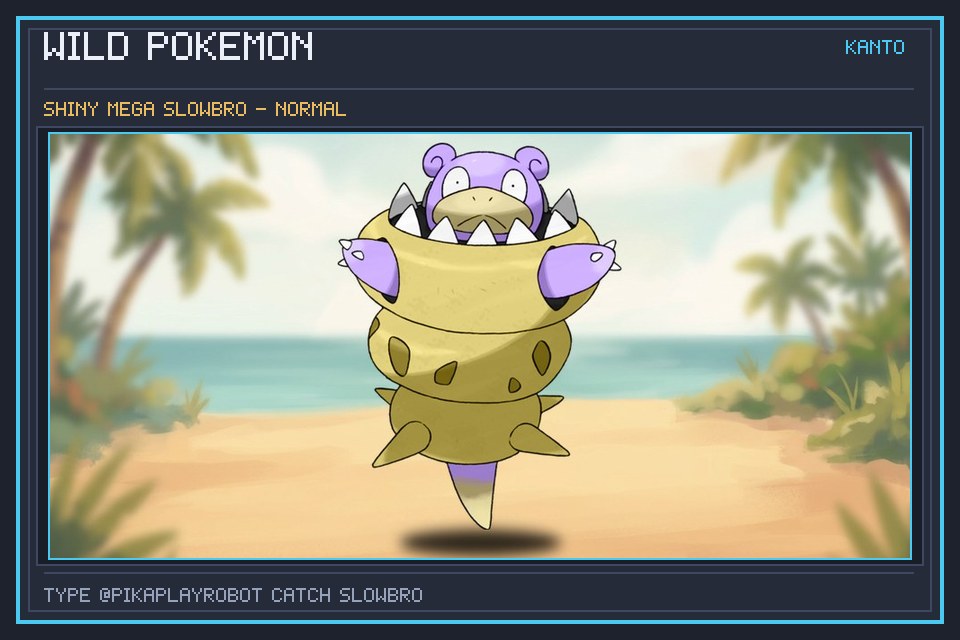 WILD POKEMON
KANTO
SHINY MEGA SLOWBRO - NORMAL
TYPE @PIKAPLAYROBOT CATCH SLOWBRO